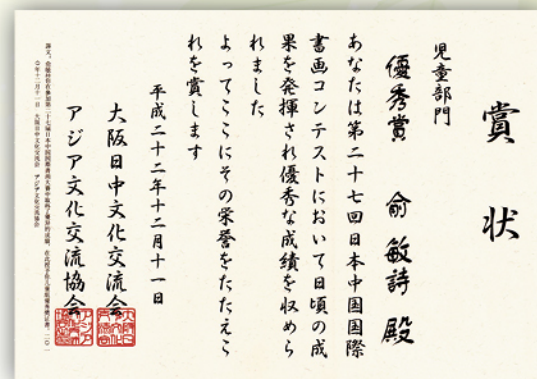 賞状
児童部門
優秀賞 俞敏詩 殿
あなたは第二十七回日本中国国際
書画コンテストにおいて日頃の成
果を発揮され優秀な成績を収めら
れました
よってここにその栄誉をたたえこ
れを賞します
平成二十二年十二月十一日
大阪日中文化交流会
アジア文化交流協会